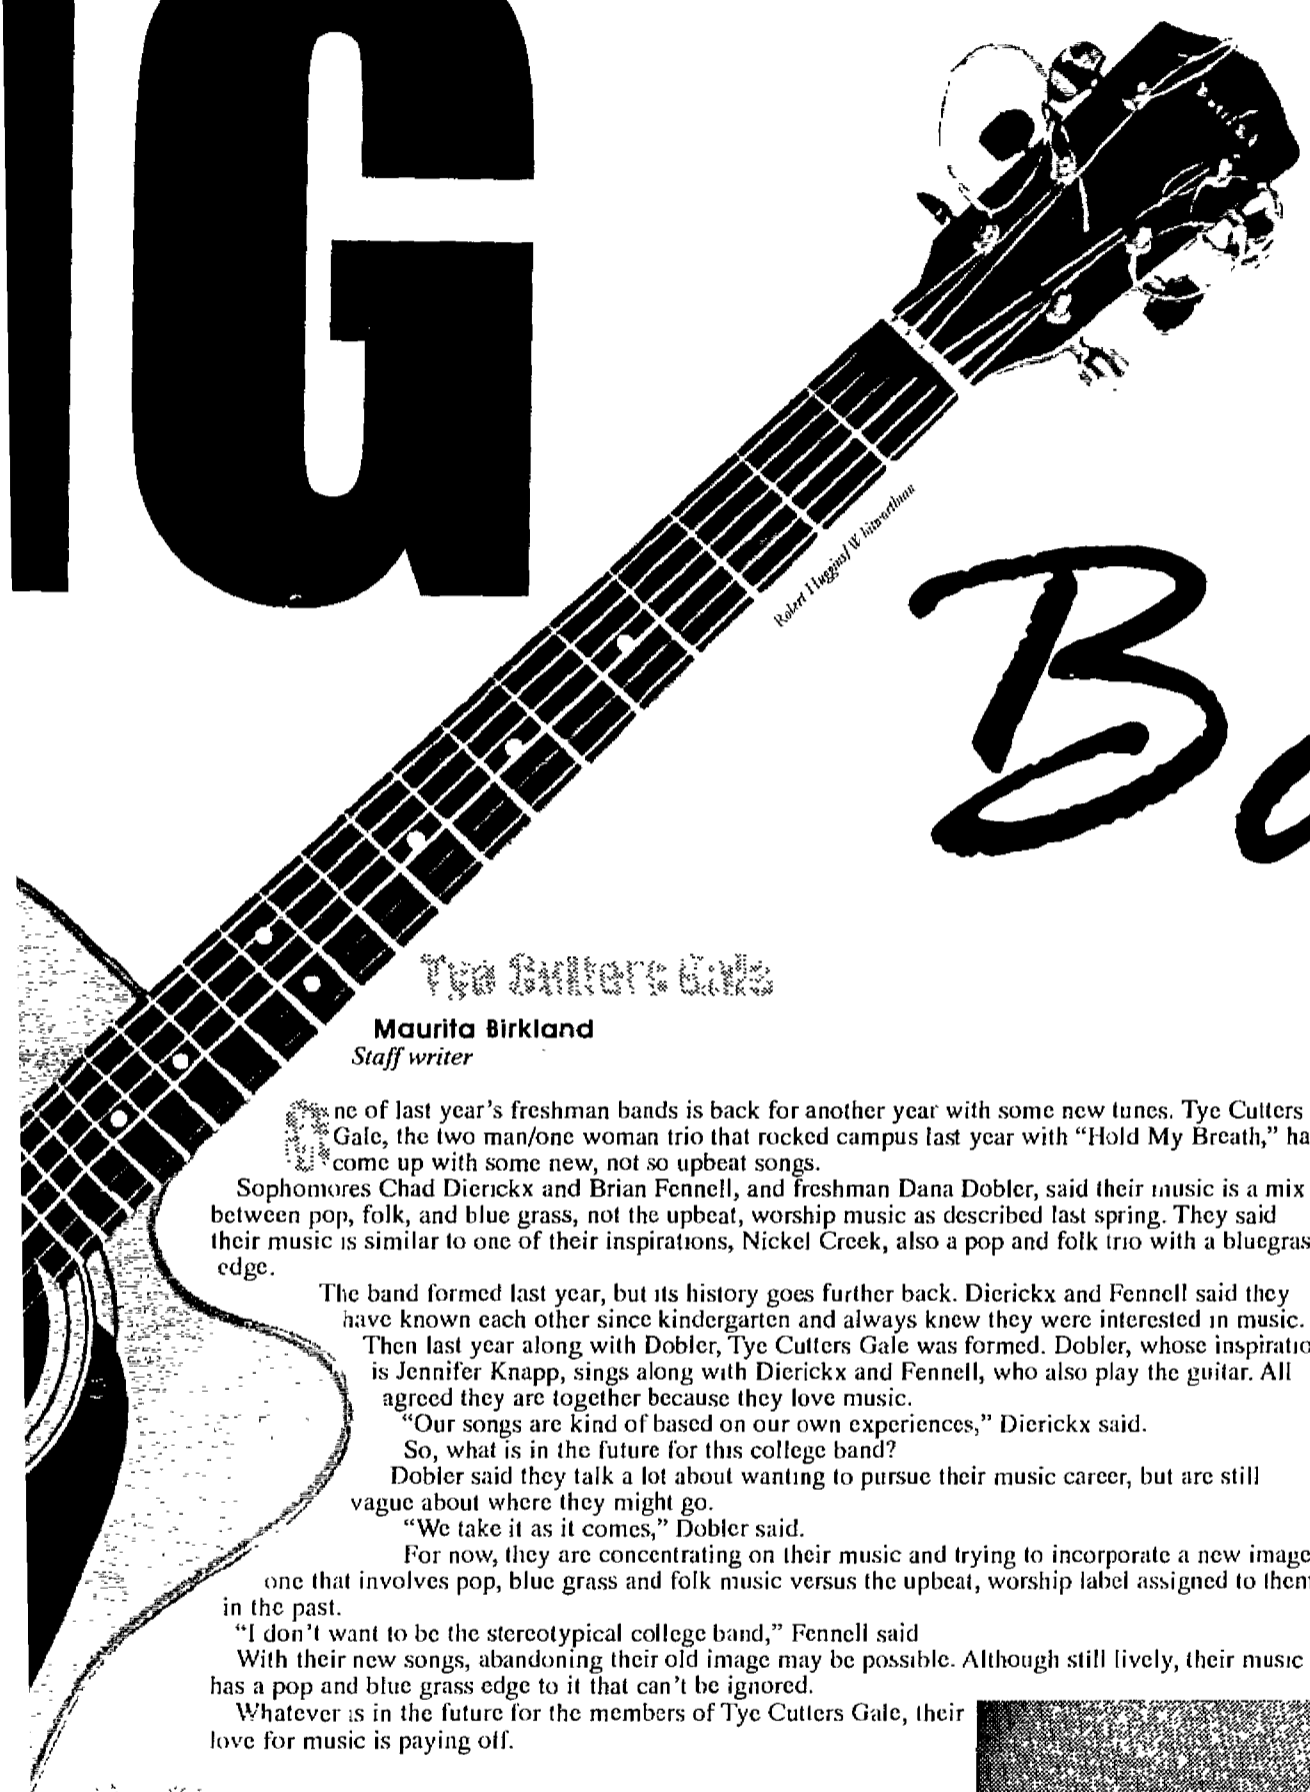 IG
Robert Huggins/Whitworthian
B
Tye Cutters Gale
Maurita Birkland
Staff writer
One of last year's freshman bands is back for another year with some new tunes. Tye Cutters
Gale, the two man/one woman trio that rocked campus last year with "Hold My Breath," ha
come up with some new, not so upbeat songs.
Sophomores Chad Dierickx and Brian Fennell, and freshman Dana Dobler, said their music is a mix
between pop, folk, and blue grass, not the upbeat, worship music as described last spring. They said
their music is similar to one of their inspirations, Nickel Creek, also a pop and folk trio with a bluegras
edge.
The band formed last year, but its history goes further back. Dierickx and Fennell said they
have known each other since kindergarten and always knew they were interested in music.
Then last year along with Dobler, Tye Cutters Gale was formed. Dobler, whose inspiratio
is Jennifer Knapp, sings along with Dierickx and Fennell, who also play the guitar. All
agreed they are together because they love music.
"Our songs are kind of based on our own experiences," Dierickx said.
So, what is in the future for this college band?
Dobler said they talk a lot about wanting to pursue their music career, but are still
vague about where they might go.
"We take it as it comes," Dobler said.
For now, they are concentrating on their music and trying to incorporate a new image
one that involves pop, blue grass and folk music versus the upbeat, worship label assigned to them
in the past.
"I don't want to be the stereotypical college band," Fennell said
With their new songs, abandoning their old image may be possible. Although still lively, their music
has a pop and blue grass edge to it that can't be ignored.
Whatever is in the future for the members of Tye Cutters Gale, their
love for music is paying off.